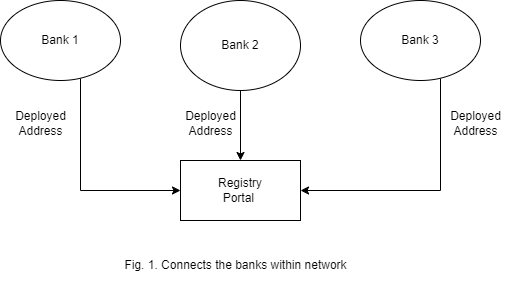 Bank 1
Bank 2
Bank 3
Deployed
Address
Deployed
Address
Deployed
Address
Registry
Portal
Fig. 1. Connects the banks within network